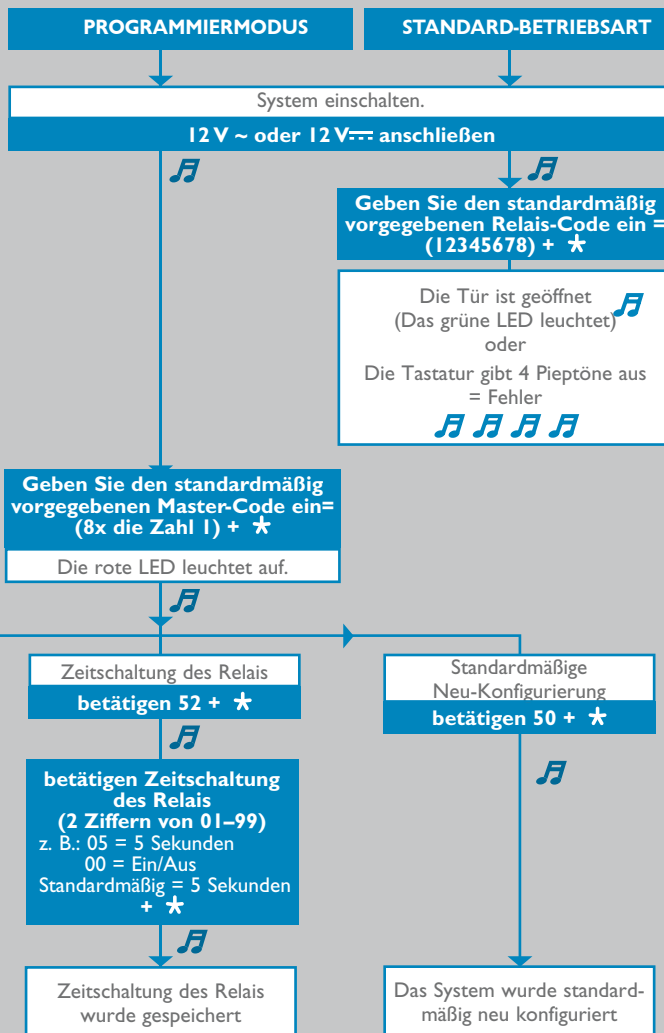 PROGRAMMIERMODUS
STANDARD-BETRIEBSART
System einschalten.
12 V ~ oder 12 V⎓ anschließen
Geben Sie den standardmäßig
vorgegebenen Relais-Code ein =
(12345678) + *
Die Tür ist geöffnet
(Das grüne LED leuchtet)
oder
Die Tastatur gibt 4 Pieptöne aus
= Fehler
Geben Sie den standardmäßig
vorgegebenen Master-Code ein=
(8x die Zahl 1) + *
Die rote LED leuchtet auf.
Zeitschaltung des Relais
betätigen 52 + *
betätigen Zeitschaltung
des Relais
(2 Ziffern von 01–99)
z. B.: 05 = 5 Sekunden
00 = Ein/Aus
Standardmäßig = 5 Sekunden
+ *
Zeitschaltung des Relais
wurde gespeichert
Standardmäßige
Neu-Konfigurierung
betätigen 50 + *
Das System wurde standard-
mäßig neu konfiguriert